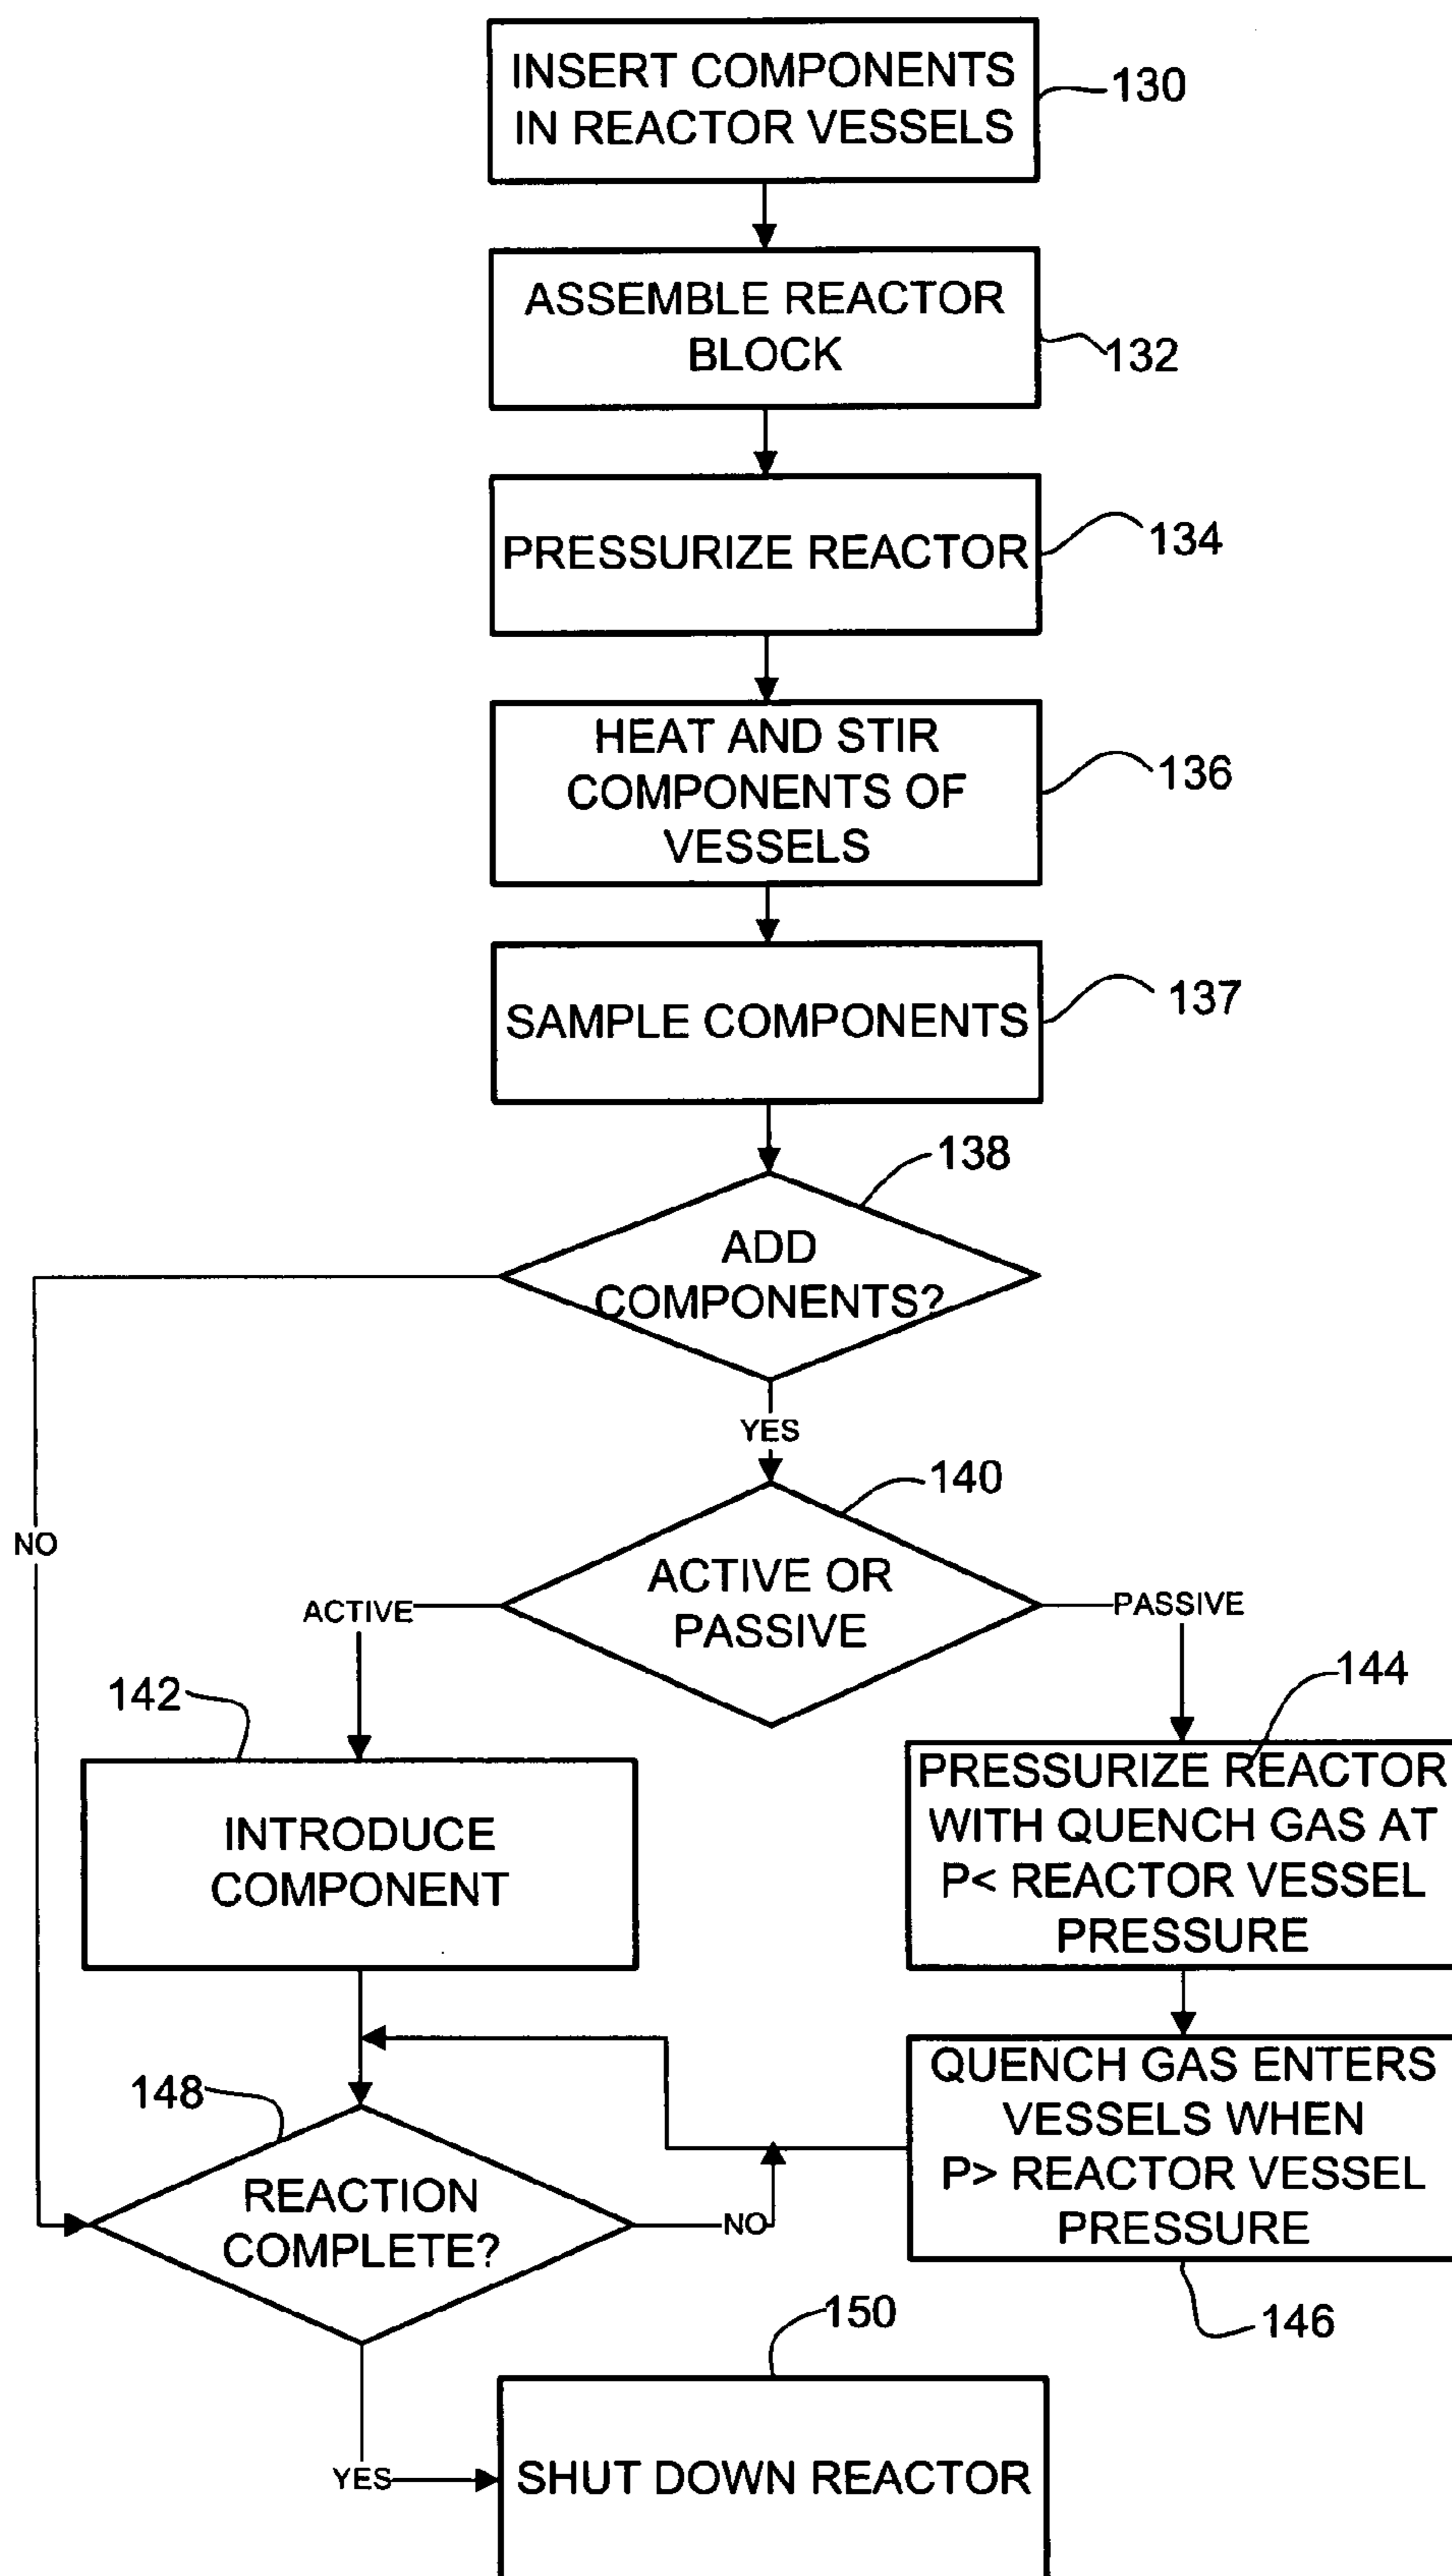 INSERT COMPONENTS
IN REACTOR VESSELS
130
ASSEMBLE REACTOR
BLOCK
132
PRESSURIZE REACTOR
134
HEAT AND STIR
COMPONENTS OF
VESSELS
136
SAMPLE COMPONENTS
137
138
ADD
COMPONENTS?
YES
NO
140
ACTIVE OR
PASSIVE
ACTIVE
PASSIVE
142
144
INTRODUCE
COMPONENT
PRESSURIZE REACTOR
WITH QUENCH GAS AT
P< REACTOR VESSEL
PRESSURE
QUENCH GAS ENTERS
VESSELS WHEN
P> REACTOR VESSEL
PRESSURE
146
148
REACTION
COMPLETE?
NO
YES
150
SHUT DOWN REACTOR